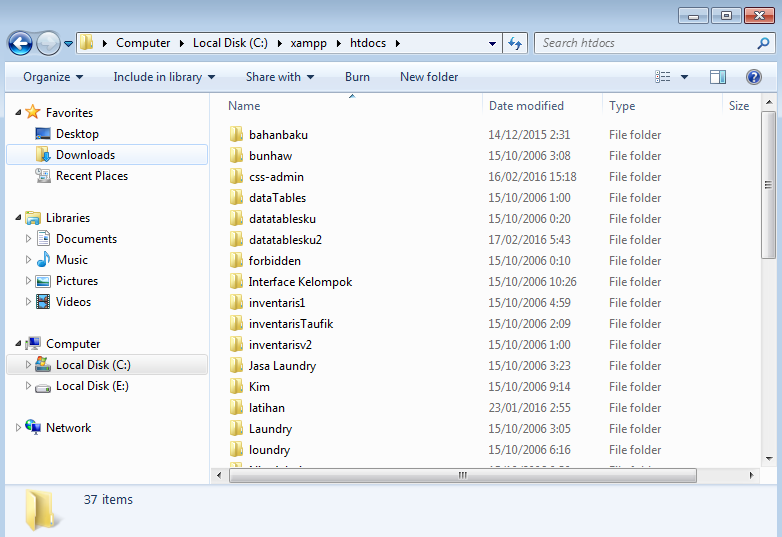 Computer Local Disk (C:) xampp htdocs Search htdocs
Organize Include in library Share with Burn New folder
Favorites
Desktop
Downloads
Recent Places
Libraries
Documents
Music
Pictures
Videos
Computer
Local Disk (C:)
Local Disk (E:)
Network
Name Date modified Type Size
bahanbaku 14/12/2015 2:31 File folder
bunhaw 15/10/2006 3:08 File folder
css-admin 16/02/2016 15:18 File folder
dataTables 15/10/2006 1:00 File folder
datatablesku 15/10/2006 0:20 File folder
datatablesku2 17/02/2016 5:43 File folder
forbidden 15/10/2006 0:10 File folder
Interface Kelompok 15/10/2006 10:26 File folder
inventaris1 15/10/2006 4:59 File folder
inventarisTaufik 15/10/2006 2:09 File folder
inventarisv2 15/10/2006 1:00 File folder
Jasa Laundry 15/10/2006 3:23 File folder
Kim 15/10/2006 9:14 File folder
latihan 23/01/2016 2:55 File folder
Laundry 15/10/2006 3:05 File folder
loundry 15/10/2006 6:16 File folder
37 items